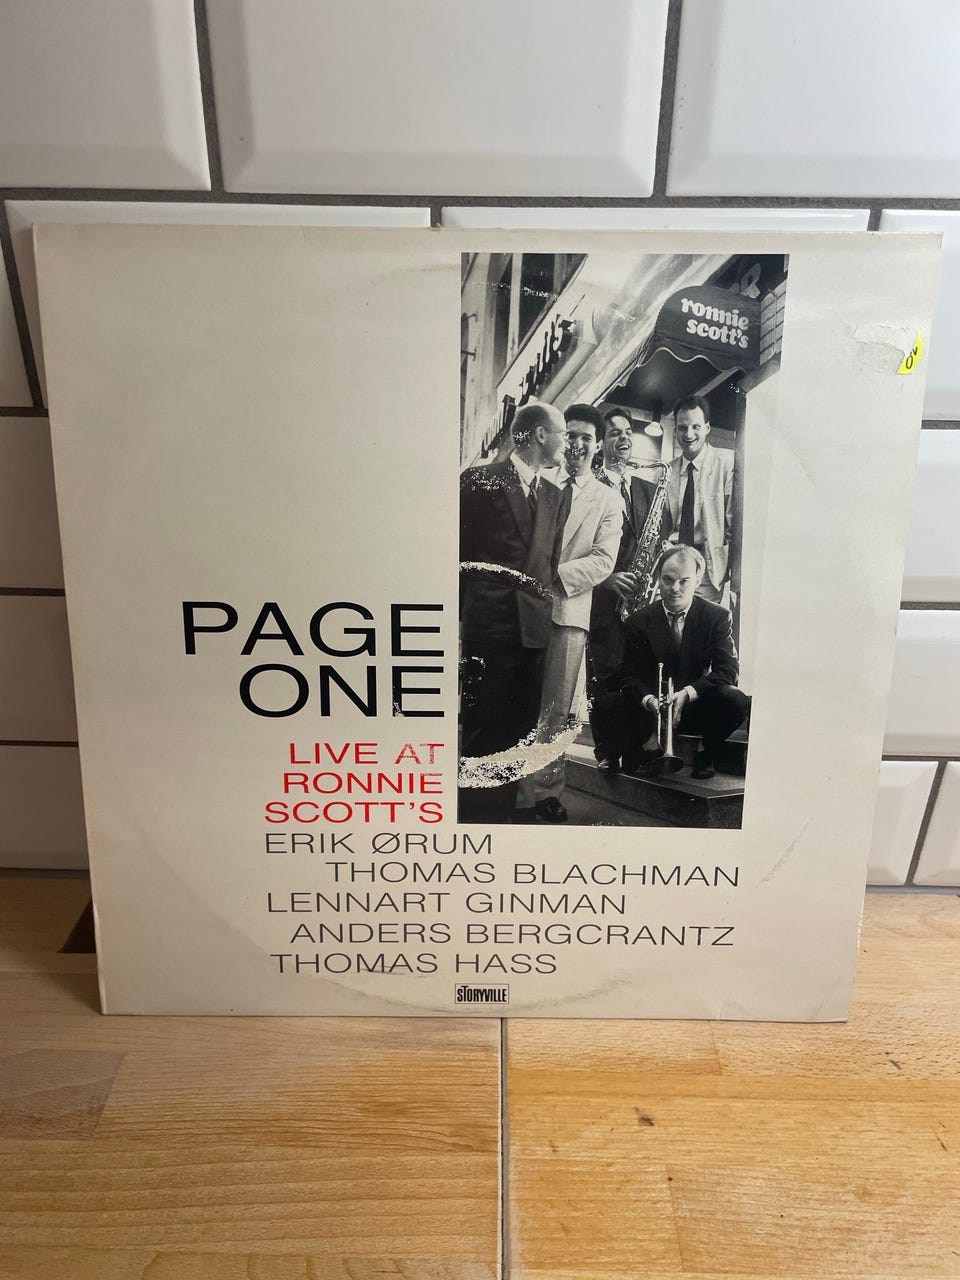 ronnie
scott's
PAGE
ONE
LIVE AT
RONNIE
SCOTT'S
ERIK ØRUM
THOMAS BLACHMAN
LENNART GINMAN
ANDERS BERGCRANTZ
THOMAS HASS
STORYVILLE